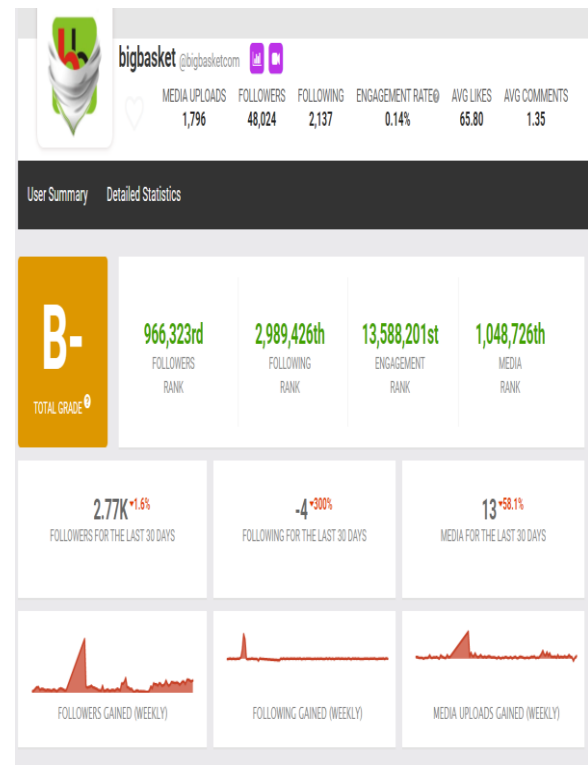 bigbasket @bigbasketcom
MEDIA UPLOADS FOLLOWERS FOLLOWING ENGAGEMENT RATE AVG LIKES AVG COMMENTS
1,796 48,024 2,137 0.14% 65.80 1.35
User Summary Detailed Statistics
B-
TOTAL GRADE ?
966,323rd 2,989,426th 13,588,201st 1,048,726th
FOLLOWERS FOLLOWING ENGAGEMENT MEDIA
RANK RANK RANK RANK
2.77K ▾1.6% -4 ▾300% 13 ▾58.1%
FOLLOWERS FOR THE LAST 30 DAYS FOLLOWING FOR THE LAST 30 DAYS MEDIA FOR THE LAST 30 DAYS
FOLLOWERS GAINED (WEEKLY) FOLLOWING GAINED (WEEKLY) MEDIA UPLOADS GAINED (WEEKLY)